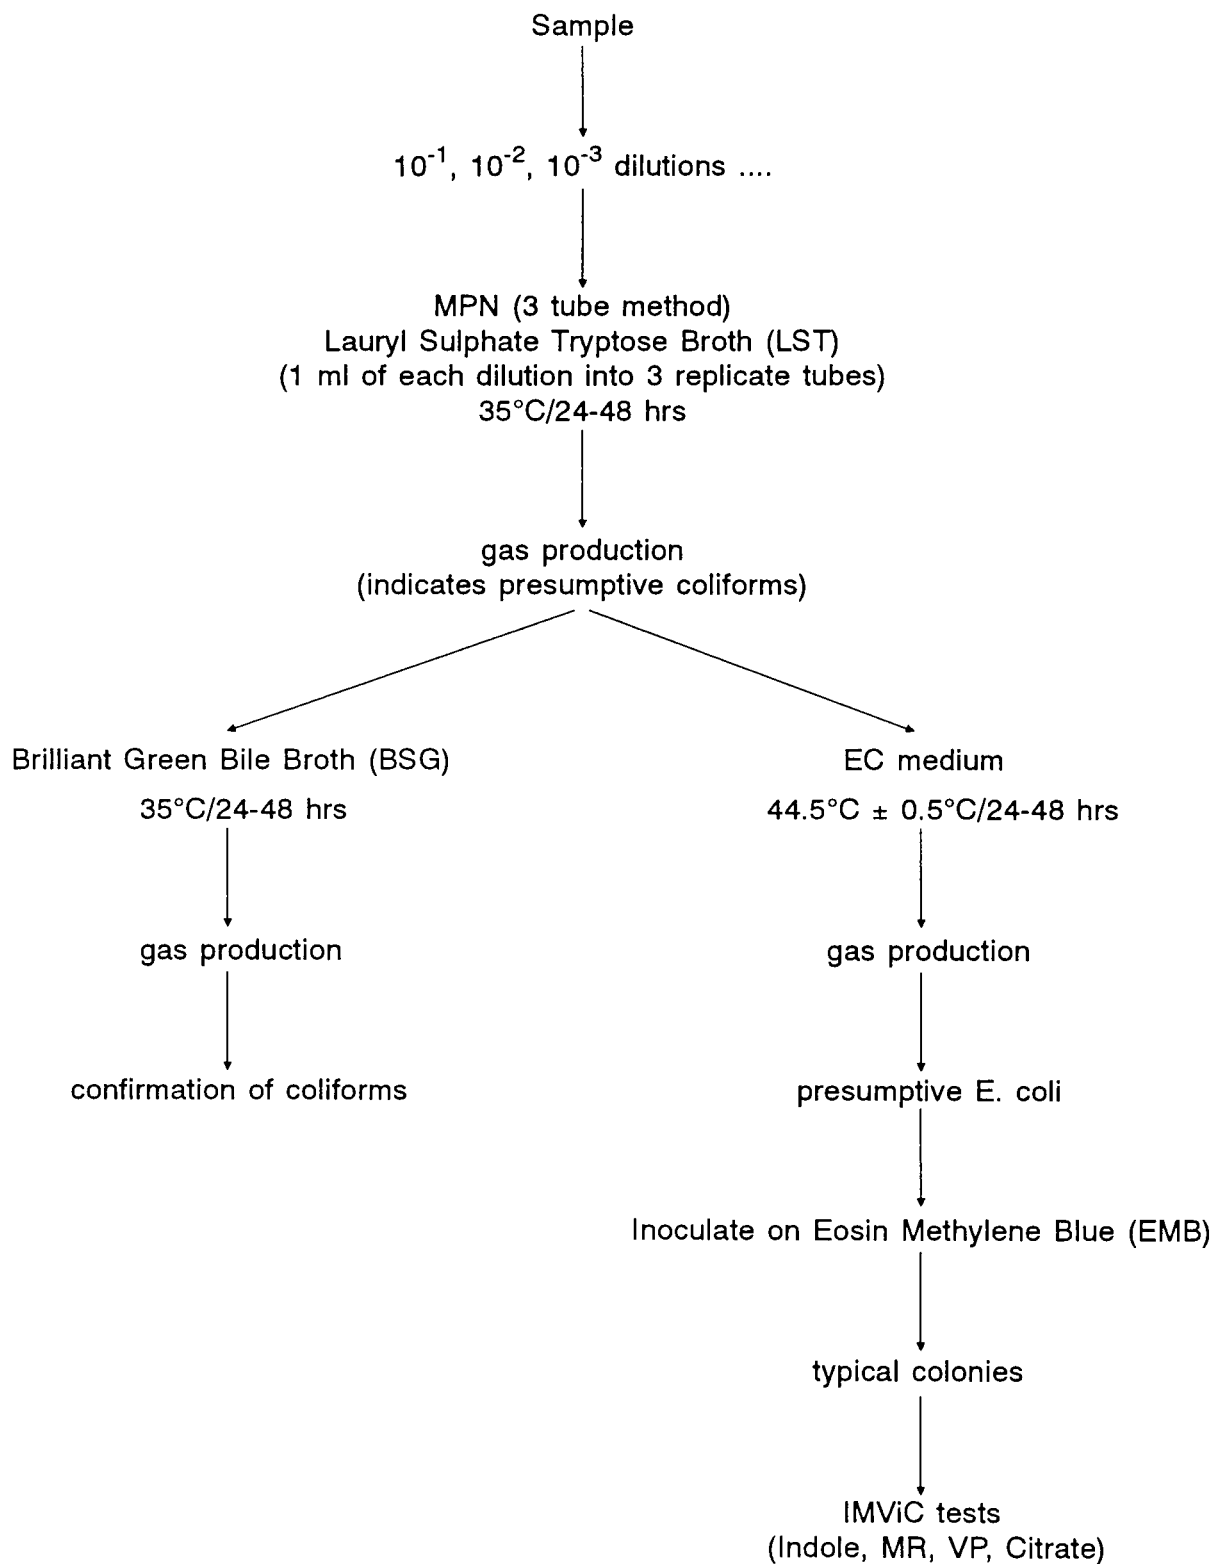 Sample
10⁻¹, 10⁻², 10⁻³ dilutions ....
MPN (3 tube method)
Lauryl Sulphate Tryptose Broth (LST)
(1 ml of each dilution into 3 replicate tubes)
35°C/24-48 hrs
gas production
(indicates presumptive coliforms)
Brilliant Green Bile Broth (BSG)
35°C/24-48 hrs
gas production
confirmation of coliforms
EC medium
44.5°C ± 0.5°C/24-48 hrs
gas production
presumptive E. coli
Inoculate on Eosin Methylene Blue (EMB)
typical colonies
IMViC tests
(Indole, MR, VP, Citrate)